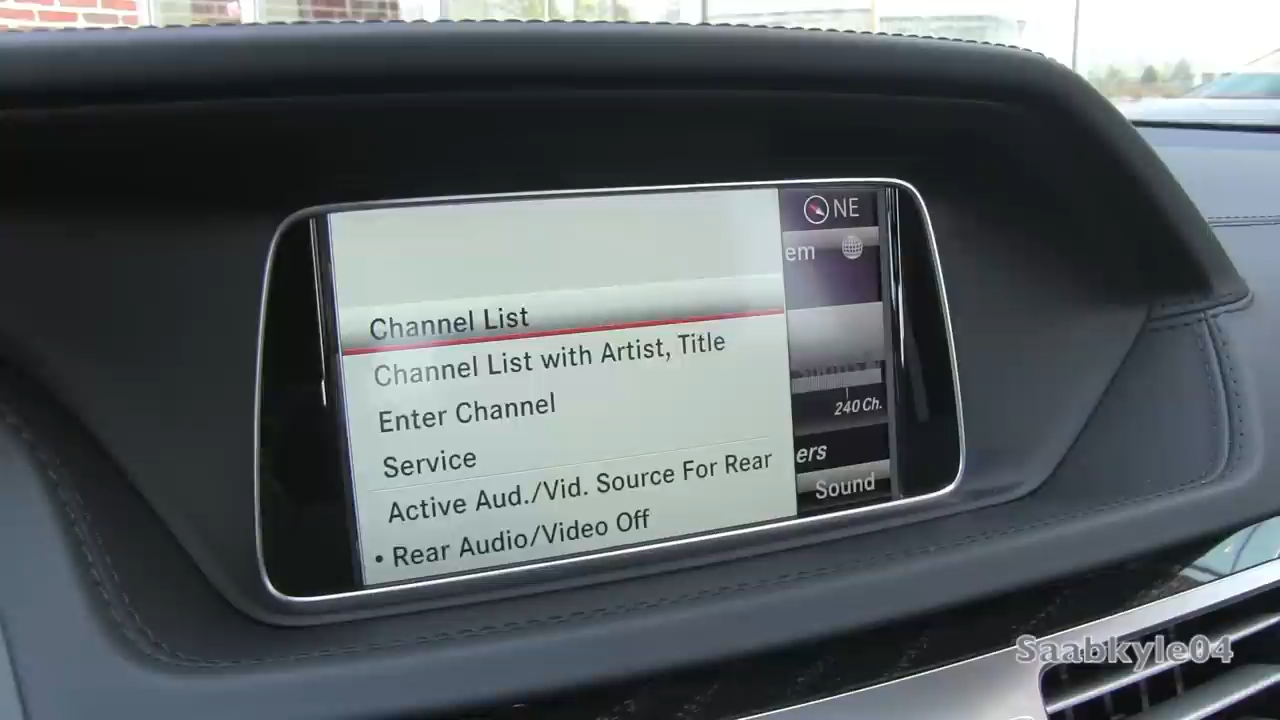 NE
em
Channel List
Channel List with Artist, Title
Enter Channel
240 Ch.
Service
ers
Active Aud./Vid. Source For Rear
Sound
• Rear Audio/Video Off
Saabkyle04